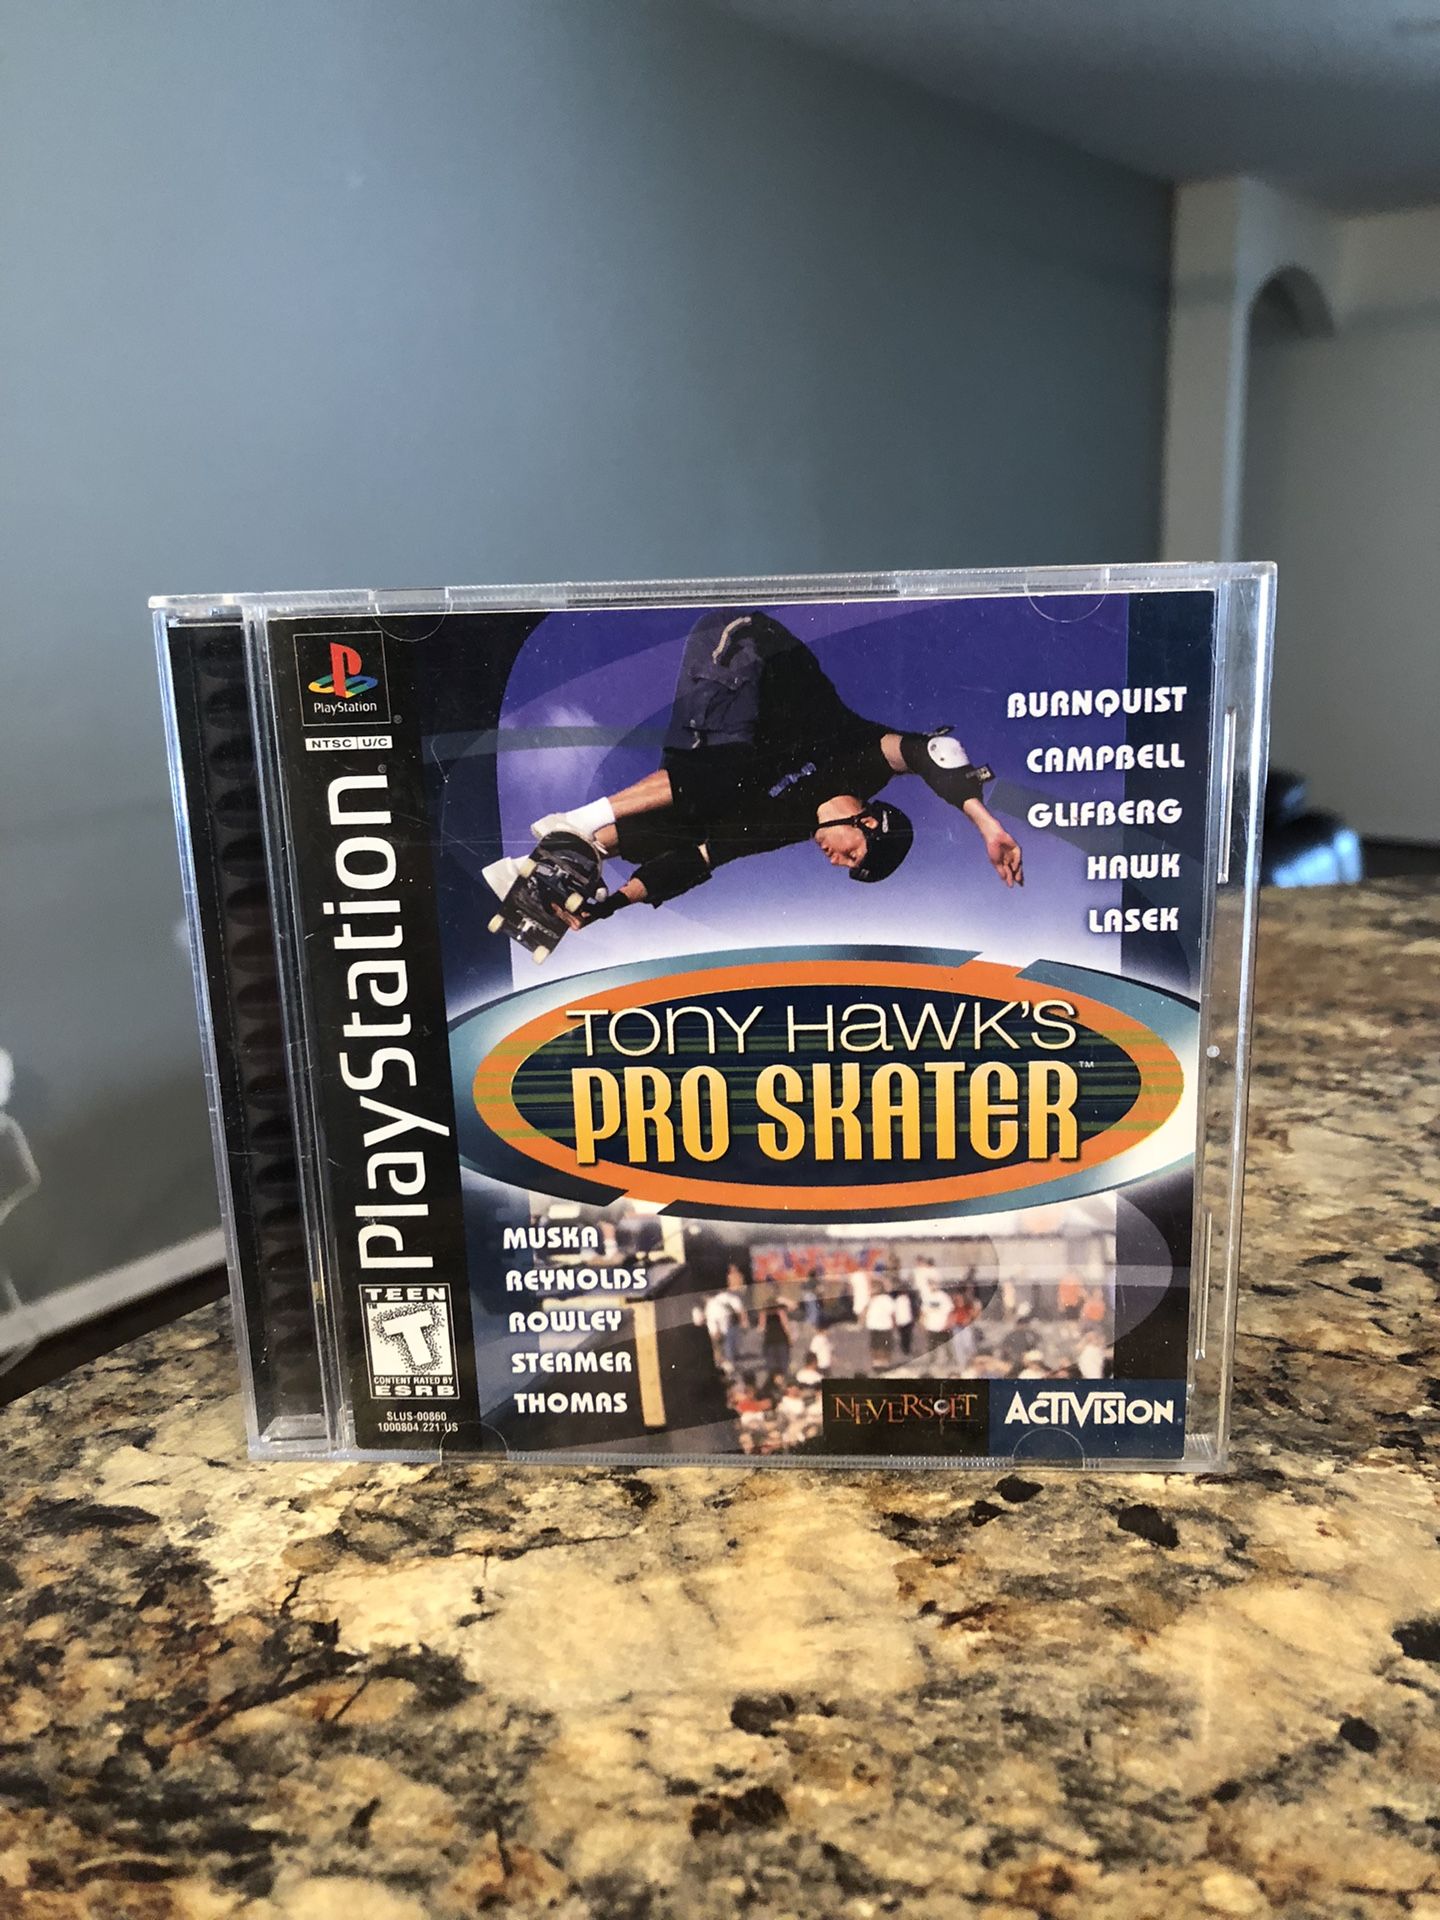 PlayStation
NTSC U/C
PlayStation
BURNQUIST
CAMPBELL
GLIFBERG
HAWK
LASEK
TONY HAWK'S
PRO SKATER™
MUSKA
REYNOLDS
ROWLEY
STEAMER
THOMAS
TEEN
T
CONTENT RATED BY
ESRB
SLUS-00860
1000804.221.US
NEVERSOFT
ACTIVISION